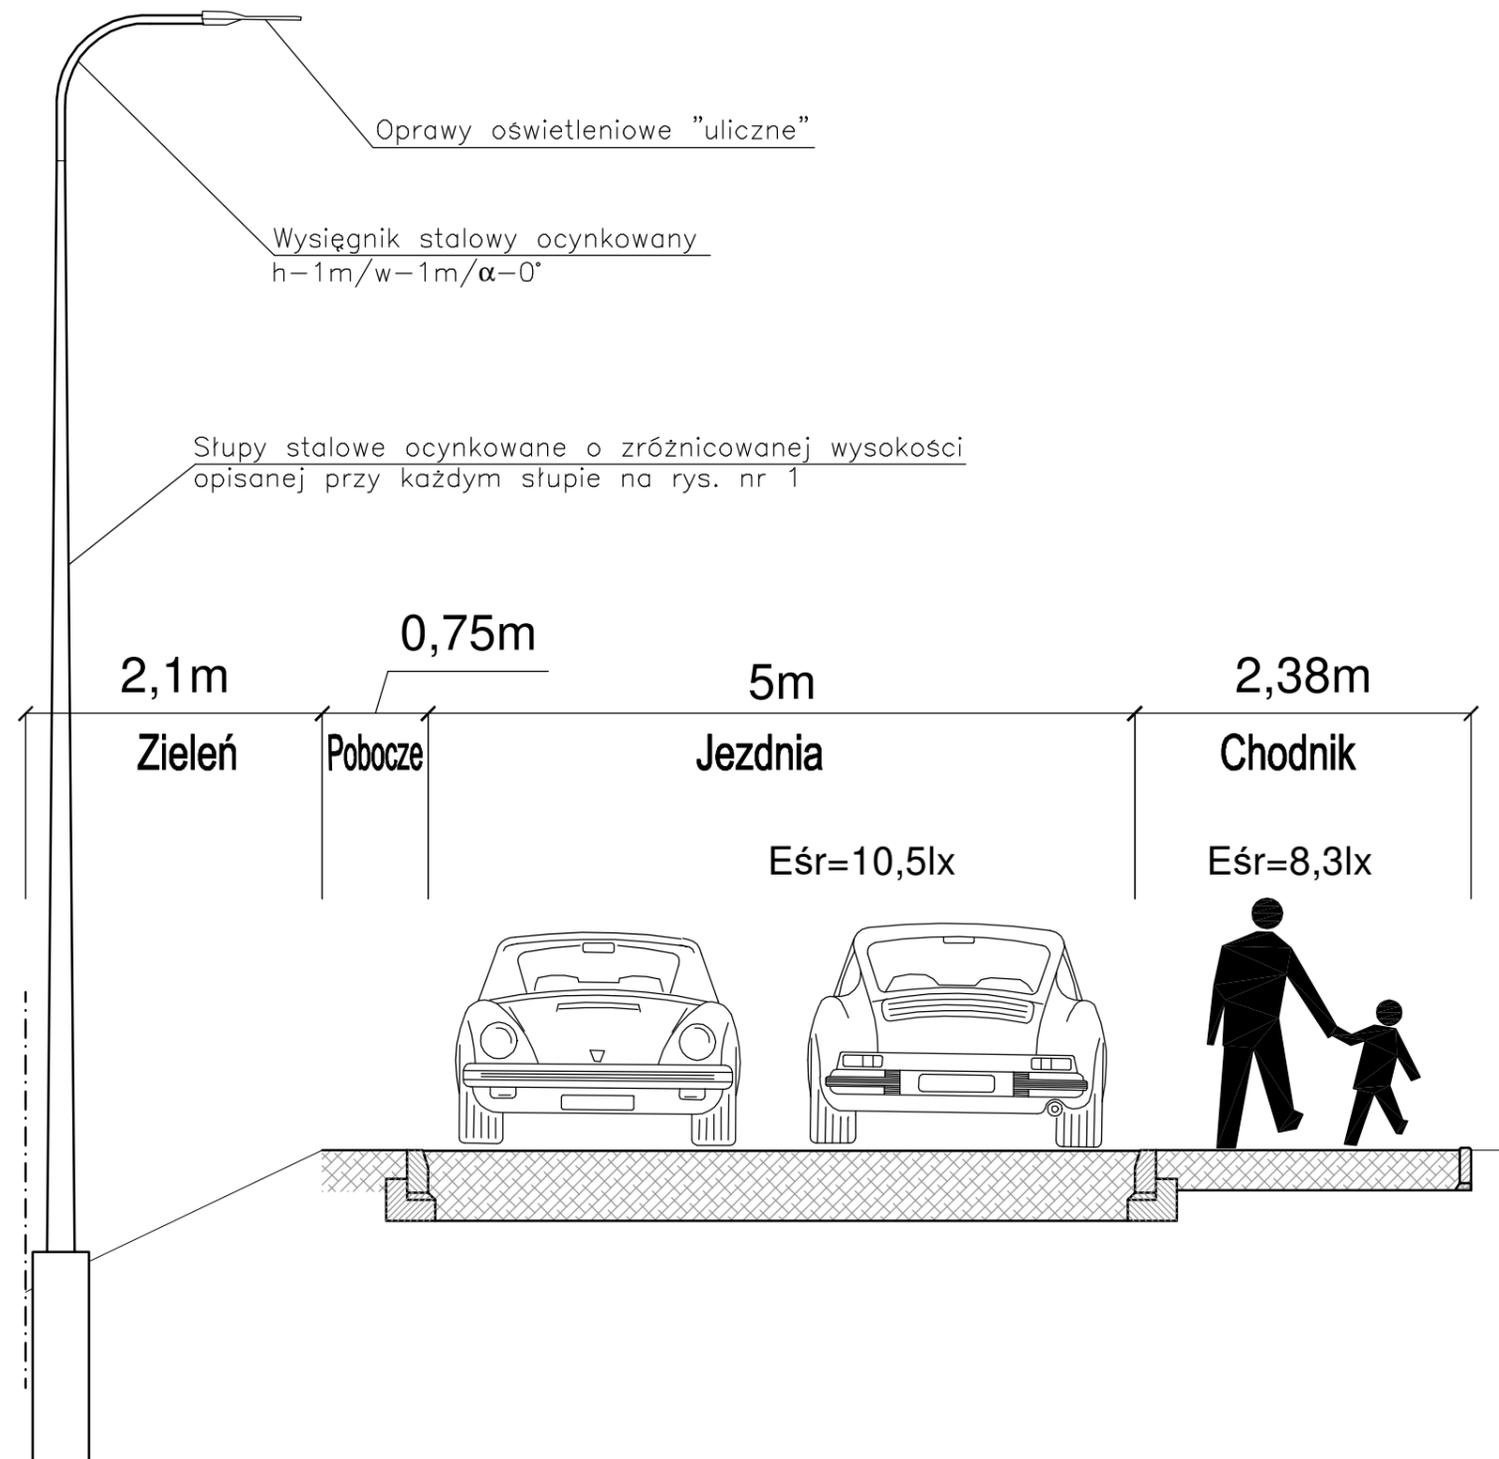 Oprawy oświetleniowe "uliczne"
Wysięgnik stalowy ocynkowany
h-1m/w-1m/α-0°
Słupy stalowe ocynkowane o zróżnicowanej wysokości
opisanej przy każdym słupie na rys. nr 1
0,75m
2,1m
5m
2,38m
Zieleń
Pobocze
Jezdnia
Chodnik
Eśr=10,5lx
Eśr=8,3lx